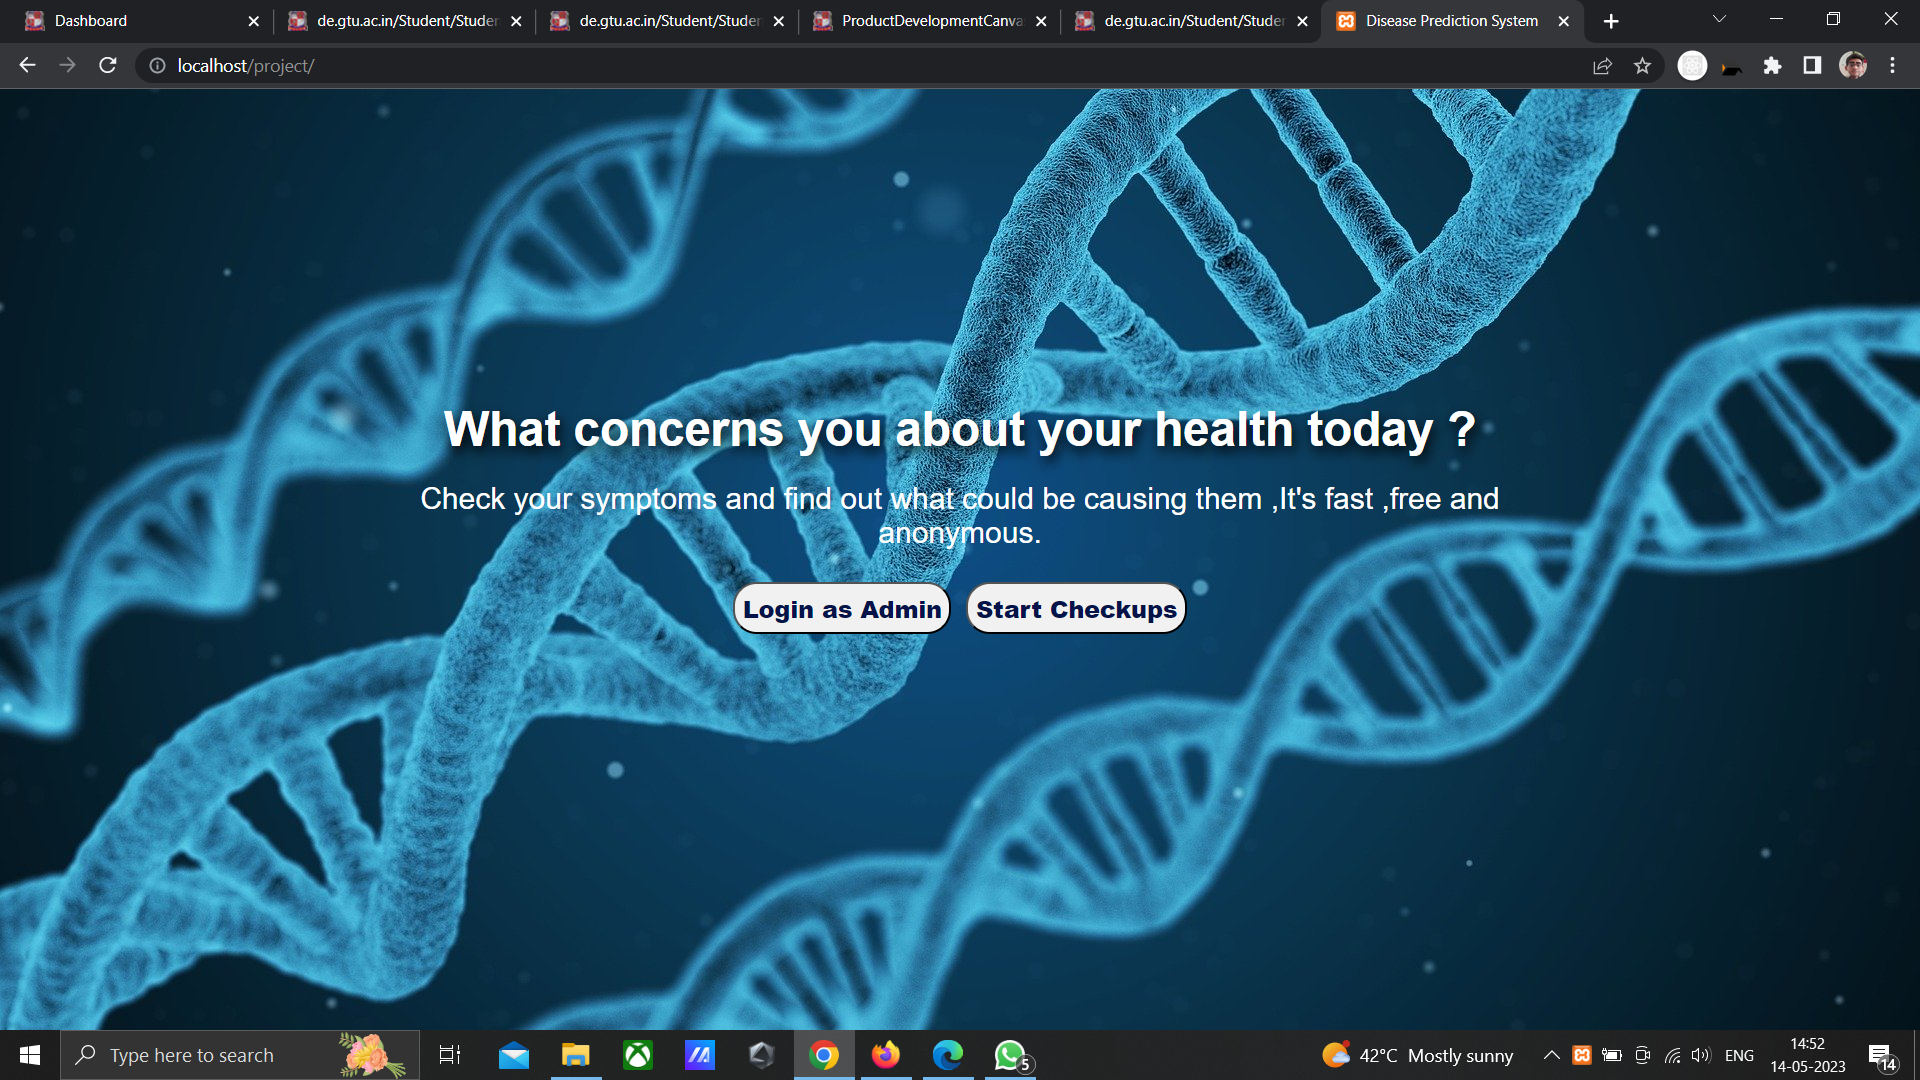 Dashboard
de.gtu.ac.in/Student/Studen
de.gtu.ac.in/Student/Studen
ProductDevelopmentCanva
de.gtu.ac.in/Student/Studen
Disease Prediction System
localhost/project/
What concerns you about your health today ?
Check your symptoms and find out what could be causing them ,It's fast ,free and
anonymous.
Login as Admin
Start Checkups
Type here to search
5
42°C Mostly sunny
ENG
14:52
14-05-2023
14